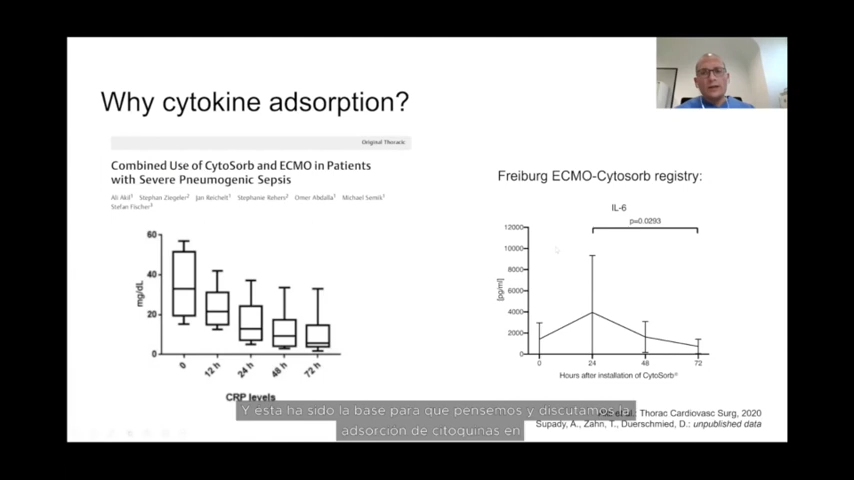 Why cytokine adsorption?
Original Thoracic
Combined Use of CytoSorb and ECMO in Patients
with Severe Pneumogenic Sepsis
Ali Akil¹ Stephan Ziegeler² Jan Reichelt¹ Stephanie Rehers² Omer Abdalla¹ Michael Semik¹
Stefan Fischer¹
mg/dL
60
40
20
0
0 12 h 24 h 48 h 72 h
CRP levels
Freiburg ECMO-Cytosorb registry:
IL-6
p=0.0293
[pg/ml]
12000
10000
8000
6000
4000
2000
0
0 24 48 72
Hours after installation of CytoSorb
et al.: Thorac Cardiovasc Surg, 2020
Supady, A., Zahn, T., Duerschmied, D.: unpublished data
Y esta ha sido la base para que pensemos y discutamos la
adsorción de citoquinas en